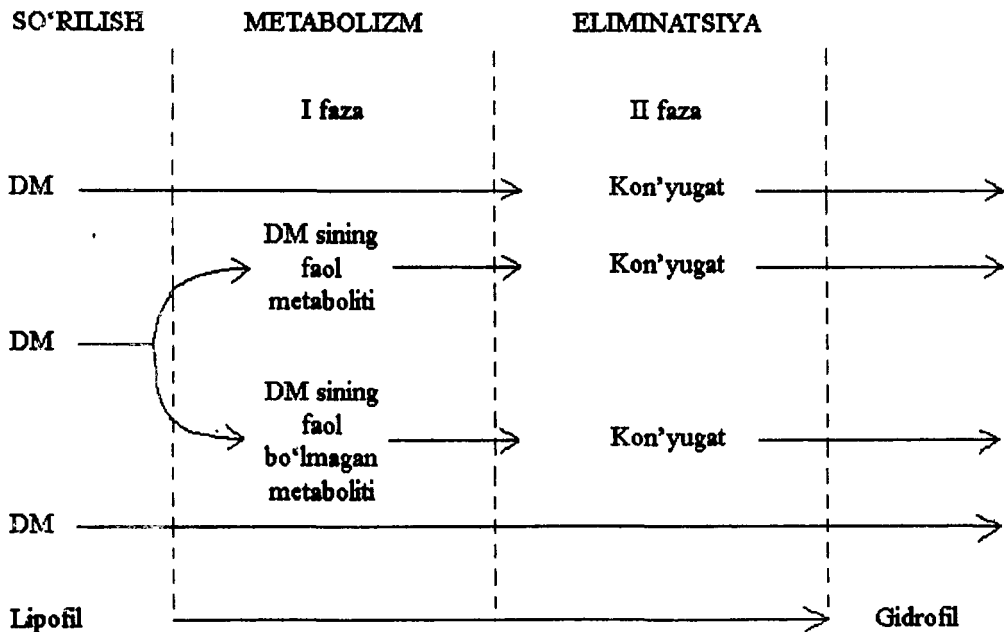 SO‘RILISH METABOLIZM ELIMINATSIYA
I faza II faza
DM Kon’yugat
DM sining
faol
metaboliti
Kon’yugat
DM
DM sining
faol
bo‘lmagan
metaboliti
Kon’yugat
DM
Lipofil Gidrofil